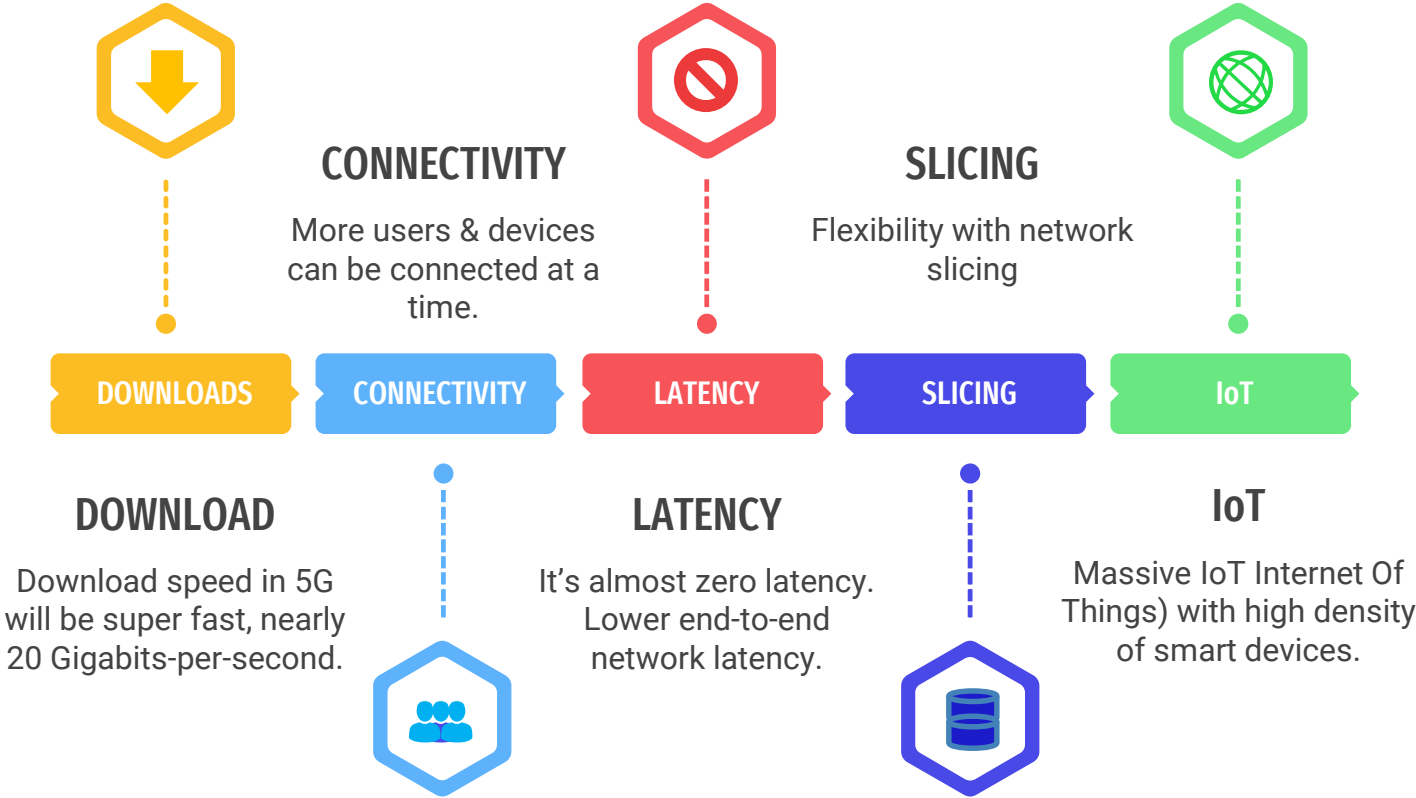 CONNECTIVITY
More users & devices
can be connected at a
time.
SLICING
Flexibility with network
slicing
DOWNLOADS
CONNECTIVITY
LATENCY
SLICING
IoT
DOWNLOAD
Download speed in 5G
will be super fast, nearly
20 Gigabits-per-second.
LATENCY
It’s almost zero latency.
Lower end-to-end
network latency.
IoT
Massive IoT Internet Of
Things) with high density
of smart devices.